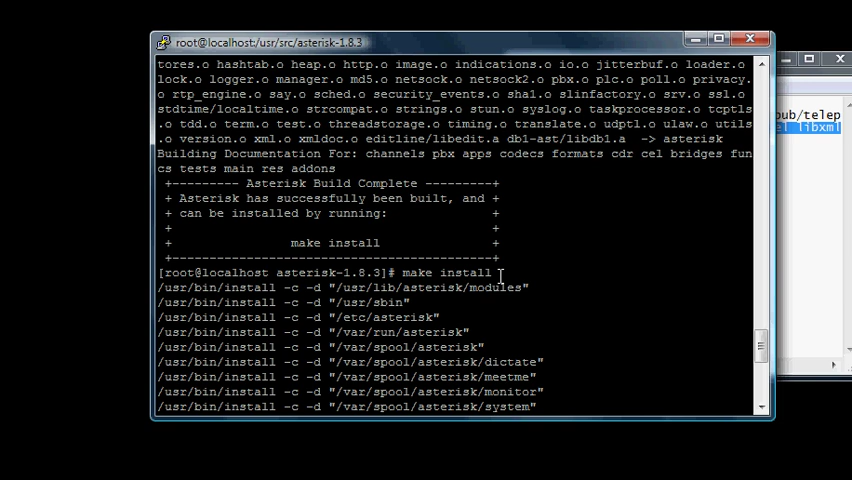 root@localhost:/usr/src/asterisk-1.8.3
tores.o hashtab.o heap.o http.o image.o indications.o io.o jitterbuf.o loader.o
lock.o logger.o manager.o md5.o netsock.o netsock2.o pbx.o plc.o poll.o privacy.
o rtp_engine.o say.o sched.o security_events.o sha1.o slinfactory.o srv.o ssl.o
stdtime/localtime.o strcompat.o strings.o stun.o syslog.o taskprocessor.o tcptls
.o tdd.o term.o test.o threadstorage.o timing.o translate.o udptl.o ulaw.o utils
.o version.o xml.o xmldoc.o editline/libedit.a db1-ast/libdb1.a  -> asterisk
Building Documentation For: channels pbx apps codecs formats cdr cel bridges fun
cs tests main res addons
+--------- Asterisk Build Complete ---------+
+ Asterisk has successfully been built, and +
+ can be installed by running:              +
+                                           +
+                make install               +
+-------------------------------------------+
[root@localhost asterisk-1.8.3]# make install
/usr/bin/install -c -d "/usr/lib/asterisk/modules"
/usr/bin/install -c -d "/usr/sbin"
/usr/bin/install -c -d "/etc/asterisk"
/usr/bin/install -c -d "/var/run/asterisk"
/usr/bin/install -c -d "/var/spool/asterisk"
/usr/bin/install -c -d "/var/spool/asterisk/dictate"
/usr/bin/install -c -d "/var/spool/asterisk/meetme"
/usr/bin/install -c -d "/var/spool/asterisk/monitor"
/usr/bin/install -c -d "/var/spool/asterisk/system"
pub/telep
el libxml